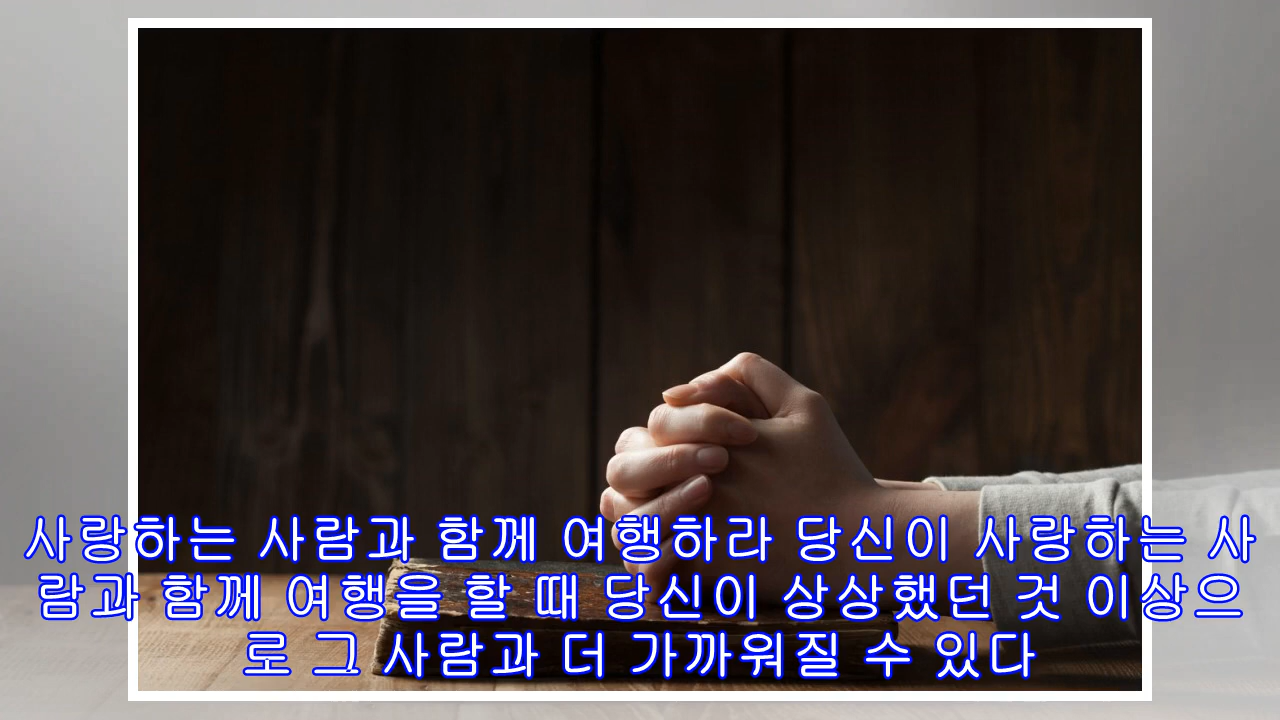 사랑하는 사람과 함께 여행하라 당신이 사랑하는 사
람과 함께 여행을 할 때 당신이 상상했던 것 이상으
로 그 사람과 더 가까워질 수 있다